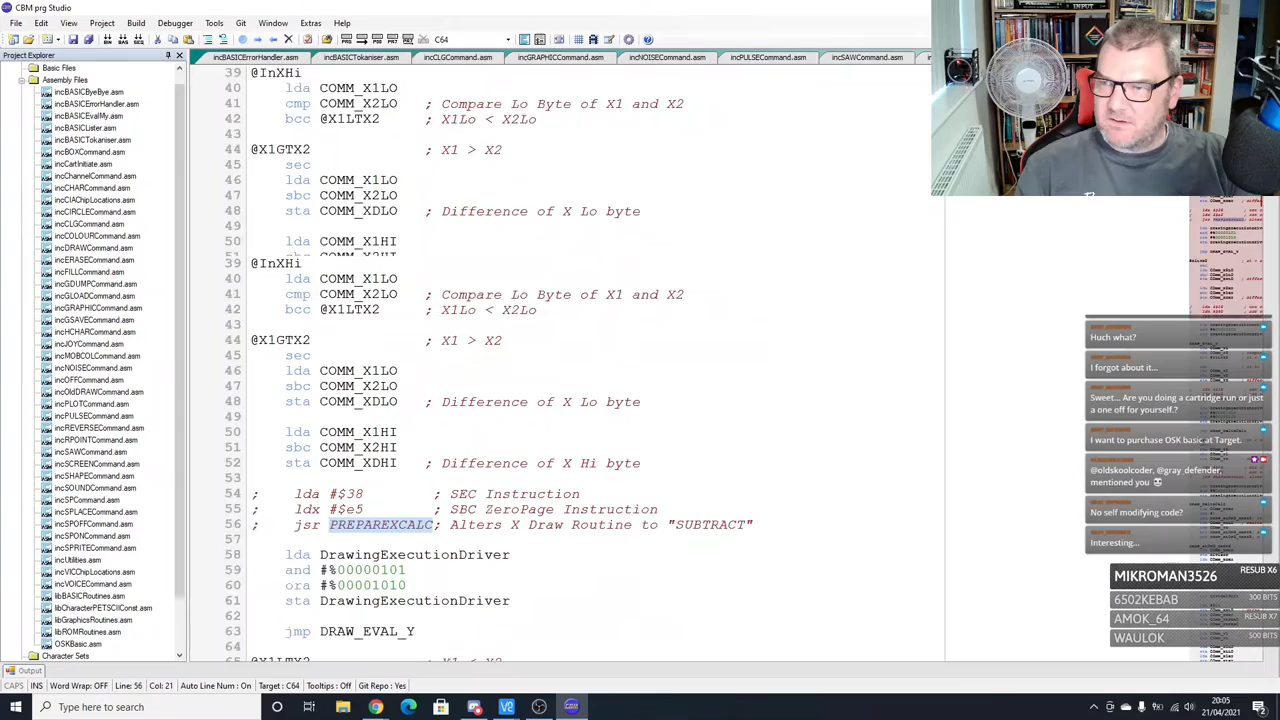 CBM prg Studio
File Edit View Project Build Debugger Tools Git Window Extras Help
C64
Project Explorer
incBASICErrorHandler.asm incBASICTokaniser.asm incCLGCommand.asm incGRAPHICCommand.asm incNOISECommand.asm incPULSECommand.asm incSAWCommand.asm
Basic Files
Assembly Files
incBASICByeBye.asm
incBASICErrorHandler.asm
incBASICEvalMy.asm
incBASICLister.asm
incBASICTokaniser.asm
incBOXCommand.asm
incCartInitiate.asm
incChannelCommand.asm
incCHARCommand.asm
incCIAChipLocations.asm
incCIRCLECommand.asm
incCLGCommand.asm
incCOLOURCommand.asm
incDRAWCommand.asm
incERASECommand.asm
incFILLCommand.asm
incGDUMPCommand.asm
incGLOADCommand.asm
incGRAPHICCommand.asm
incGSAVECommand.asm
incHCHARCommand.asm
incJOYCommand.asm
incMOBCOLCommand.asm
incNOISECommand.asm
incOFFCommand.asm
incOldDRAWCommand.asm
incPLOTCommand.asm
incPULSECommand.asm
incREVERSECommand.asm
incRPOINTCommand.asm
incSAWCommand.asm
incSCREENCommand.asm
incSHAPECommand.asm
incSOUNDCommand.asm
incSPCommand.asm
incSPLACECommand.asm
incSPOFFCommand.asm
incSPONCommand.asm
incSPRITECommand.asm
incUtilities.asm
incVICChipLocations.asm
incVOICECommand.asm
libBASICRoutines.asm
libCharacterPETSCIIConst.asm
libGraphicsRoutines.asm
libROMRoutines.asm
OSKBasic.asm
Character Sets
39 @InXHi
40 lda COMM_X1LO
41 cmp COMM_X2LO ; Compare Lo Byte of X1 and X2
42 bcc @X1LTX2 ; X1Lo < X2Lo
43
44 @X1GTX2 ; X1 > X2
45 sec
46 lda COMM_X1LO
47 sbc COMM_X2LO
48 sta COMM_XDLO ; Difference of X Lo byte
49
50 lda COMM_X1HI
39 @InXHi
40 lda COMM_X1LO
41 cmp COMM_X2LO ; Compare Lo Byte of X1 and X2
42 bcc @X1LTX2 ; X1Lo < X2Lo
43
44 @X1GTX2 ; X1 > X2
45 sec
46 lda COMM_X1LO
47 sbc COMM_X2LO
48 sta COMM_XDLO ; Difference of X Lo byte
49
50 lda COMM_X1HI
51 sbc COMM_X2HI
52 sta COMM_XDHI ; Difference of X Hi byte
53
54 ; lda #$38 ; SEC Instruction
55 ; ldx #$e5 ; SBC Zeropage Instruction
56 ; jsr PREPAREXCALC; Alter Draw Routine to "SUBTRACT"
57
58 lda DrawingExecutionDriver
59 and #%00000101
60 ora #%00001010
61 sta DrawingExecutionDriver
62
63 jmp DRAW_EVAL_Y
64
INPUT
Huch what?
I forgot about it...
Sweet... Are you doing a cartridge run or just
a one off for yourself.?
I want to purchase OSK basic at Target.
@oldskoolcoder, @gray_defender,
mentioned you
No self modifying code?
Interesting...
MIKROMAN3526 RESUB X6
6502KEBAB 300 BITS
AMOK_64 RESUB X7
WAULOK 500 BITS
Output
CAPS INS Word Wrap: OFF Line: 56 Col: 21 Auto Line Num : On Target : C64 Tooltips : Off Git Repo : Yes
Type here to search
20:05
21/04/2021